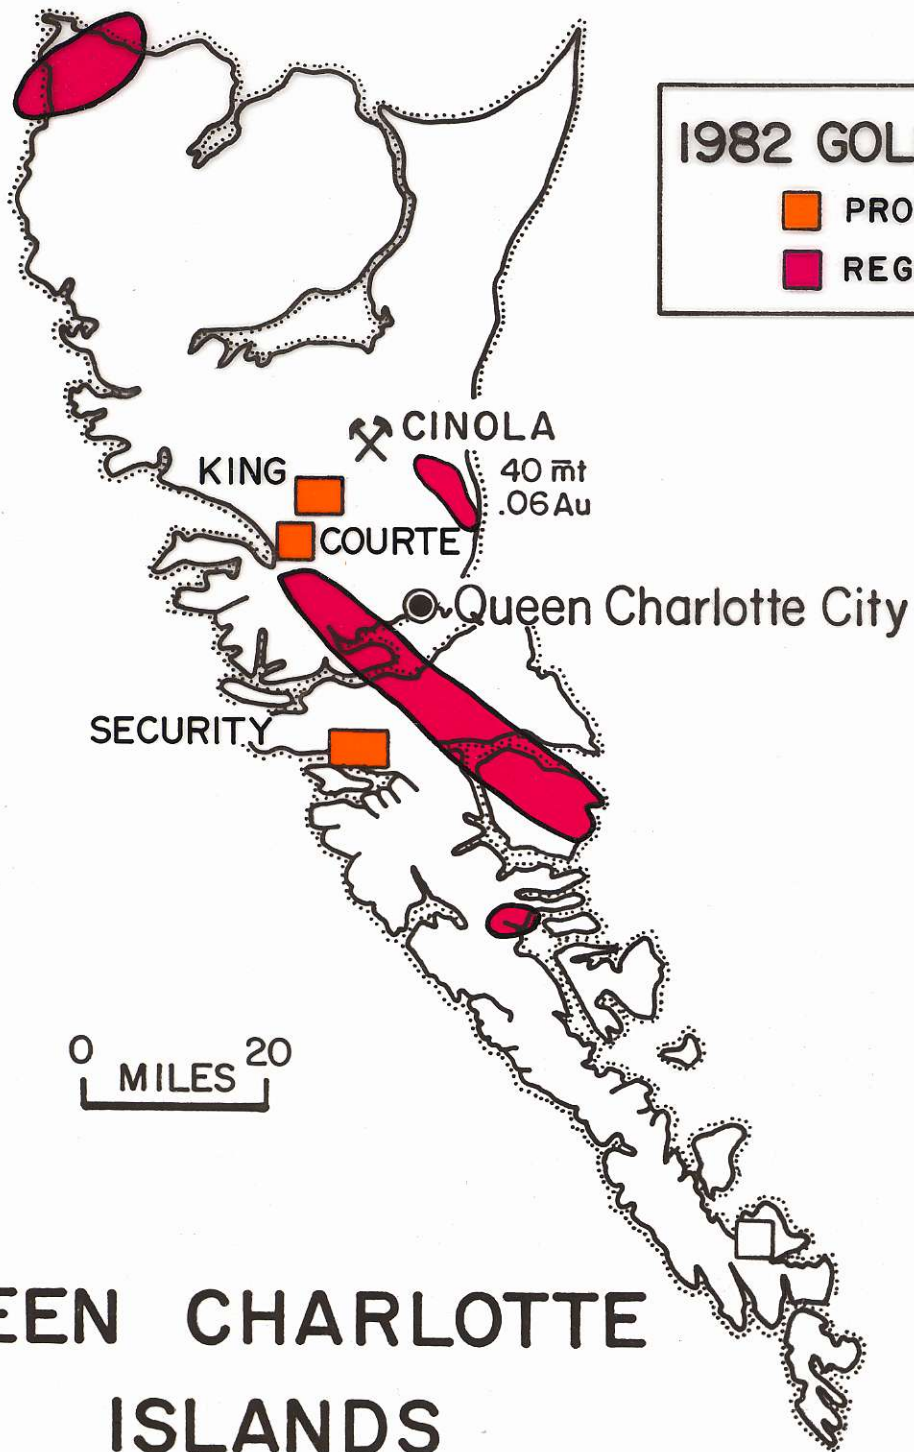 1982 GOL
PRO
REG
CINOLA
40 m̅t
.06 Au
KING
COURTE
Queen Charlotte City
SECURITY
0 20
MILES
EEN CHARLOTTE
ISLANDS